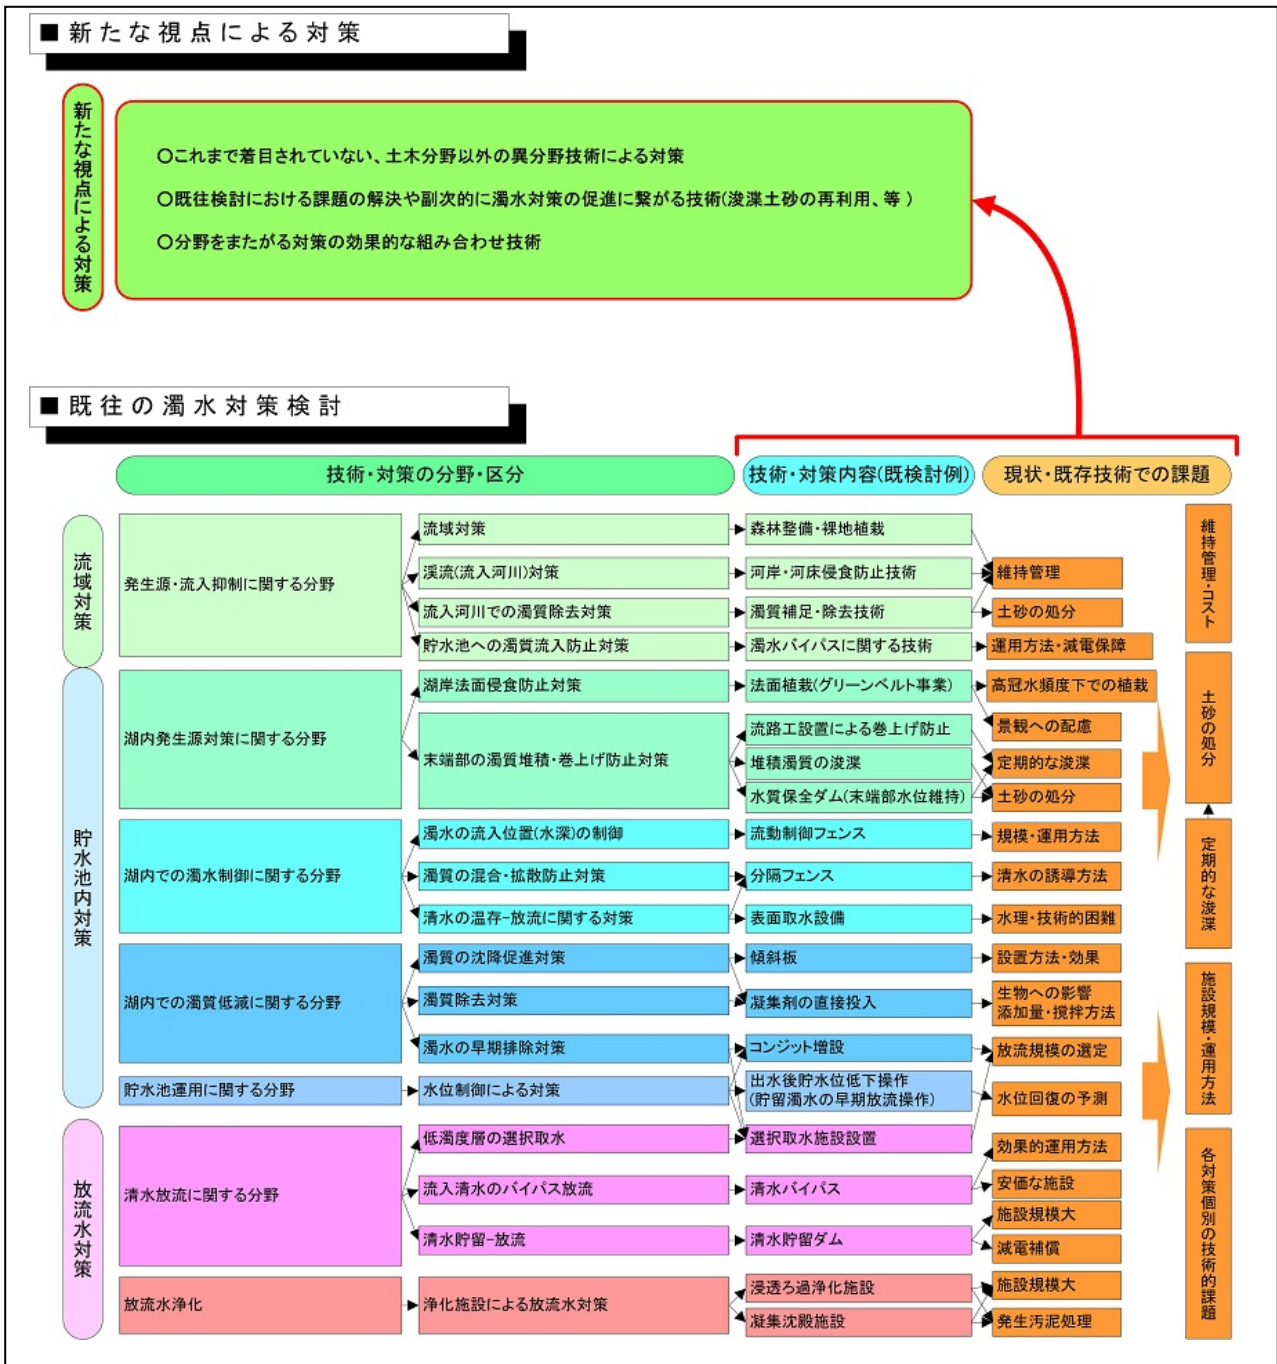 ■ 新たな視点による対策
新たな視点による対策
○これまで着目されていない、土木分野以外の異分野技術による対策
○既往検討における課題の解決や副次的に濁水対策の促進に繋がる技術(浚渫土砂の再利用、等 )
○分野をまたがる対策の効果的な組み合わせ技術
■ 既往の濁水対策検討
技術・対策の分野・区分
技術・対策内容(既検討例)
現状・既存技術での課題
流域対策
発生源・流入抑制に関する分野
流域対策
森林整備・裸地植栽
渓流(流入河川)対策
河岸・河床侵食防止技術
維持管理
流入河川での濁質除去対策
濁質補足・除去技術
土砂の処分
貯水池への濁質流入防止対策
濁水バイパスに関する技術
運用方法・減電保障
貯水池内対策
湖内発生源対策に関する分野
湖岸法面侵食防止対策
法面植栽(グリーンベルト事業)
高冠水頻度下での植栽
景観への配慮
末端部の濁質堆積・巻上げ防止対策
流路工設置による巻上げ防止
堆積濁質の浚渫
定期的な浚渫
水質保全ダム(末端部水位維持)
土砂の処分
湖内での濁水制御に関する分野
濁水の流入位置(水深)の制御
流動制御フェンス
規模・運用方法
濁質の混合・拡散防止対策
分隔フェンス
清水の誘導方法
清水の温存-放流に関する対策
表面取水設備
水理・技術的困難
湖内での濁質低減に関する分野
濁質の沈降促進対策
傾斜板
設置方法・効果
濁質除去対策
凝集剤の直接投入
生物への影響
添加量・撹拌方法
濁水の早期排除対策
コンジット増設
放流規模の選定
貯水池運用に関する分野
水位制御による対策
出水後貯水位低下操作
(貯留濁水の早期放流操作)
水位回復の予測
放流水対策
清水放流に関する分野
低濁度層の選択取水
選択取水施設設置
効果的運用方法
流入清水のバイパス放流
清水バイパス
安価な施設
清水貯留-放流
清水貯留ダム
施設規模大
減電補償
放流水浄化
浄化施設による放流水対策
浸透ろ過浄化施設
施設規模大
凝集沈殿施設
発生汚泥処理
維持管理・コスト
土砂の処分
定期的な浚渫
施設規模・運用方法
各対策個別の技術的課題